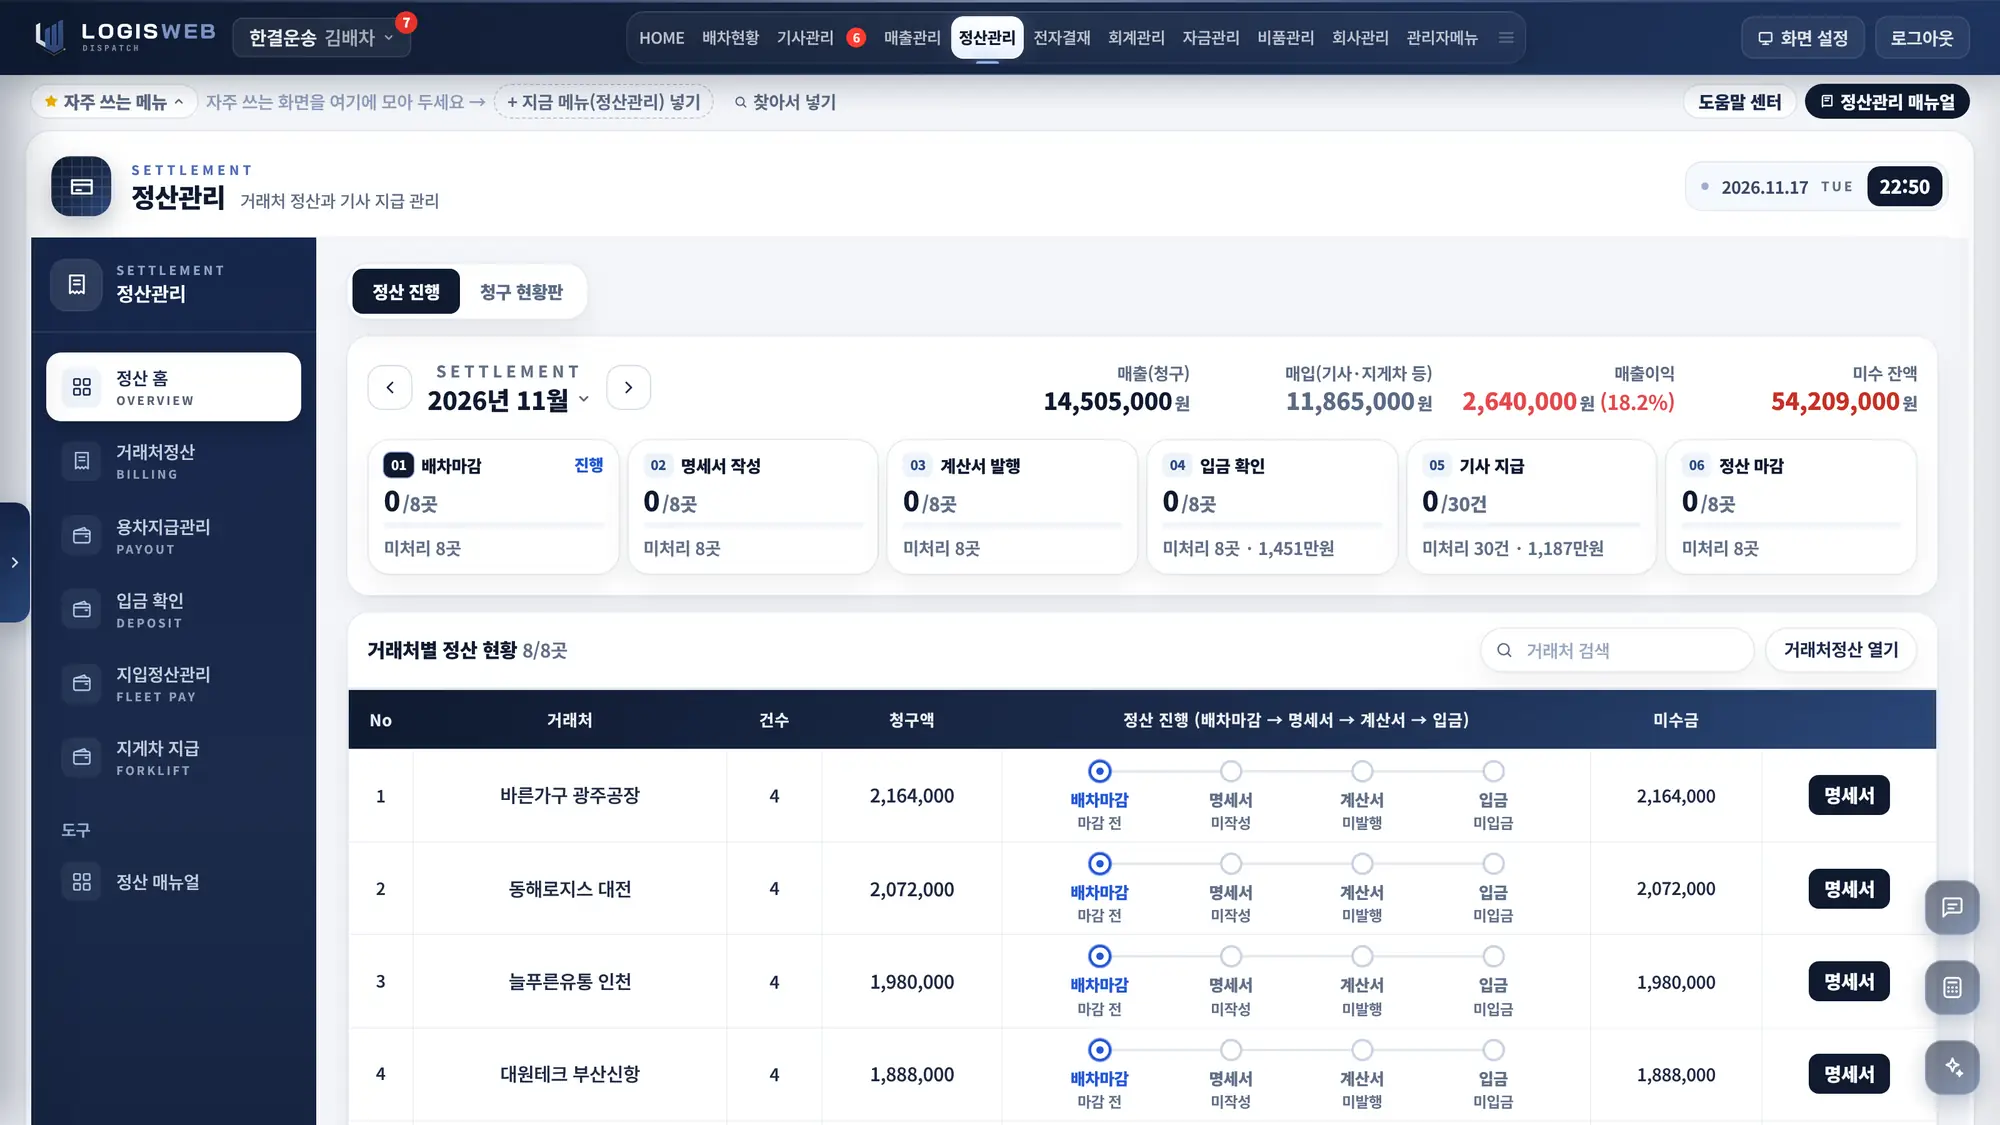 LOGISWEB
DISPATCH
한결운송 김배차
7
HOME 배차현황 기사관리 6 매출관리 정산관리 전자결재 회계관리 자금관리 비품관리 회사관리 관리자메뉴
화면 설정
로그아웃
자주 쓰는 메뉴
자주 쓰는 화면을 여기에 모아 두세요 →
+ 지금 메뉴(정산관리) 넣기
찾아서 넣기
도움말 센터
정산관리 매뉴얼
SETTLEMENT
정산관리 거래처 정산과 기사 지급 관리
2026.11.17 TUE 22:50
SETTLEMENT
정산관리
정산 홈
OVERVIEW
거래처정산
BILLING
용차지급관리
PAYOUT
입금 확인
DEPOSIT
지입정산관리
FLEET PAY
지게차 지급
FORKLIFT
도구
정산 매뉴얼
정산 진행
청구 현황판
SETTLEMENT
2026년 11월
매출(청구)
14,505,000원
매입(기사·지게차 등)
11,865,000원
매출이익
2,640,000원 (18.2%)
미수 잔액
54,209,000원
01 배차마감 진행
0/8곳
미처리 8곳
02 명세서 작성
0/8곳
미처리 8곳
03 계산서 발행
0/8곳
미처리 8곳
04 입금 확인
0/8곳
미처리 8곳 · 1,451만원
05 기사 지급
0/30건
미처리 30건 · 1,187만원
06 정산 마감
0/8곳
미처리 8곳
거래처별 정산 현황 8/8곳
거래처 검색
거래처정산 열기
No 거래처 건수 청구액 정산 진행 (배차마감 → 명세서 → 계산서 → 입금) 미수금
1 바른가구 광주공장 4 2,164,000 2,164,000 명세서
배차마감 명세서 계산서 입금
마감 전 미작성 미발행 미입금
2 동해로지스 대전 4 2,072,000 2,072,000 명세서
배차마감 명세서 계산서 입금
마감 전 미작성 미발행 미입금
3 늘푸른유통 인천 4 1,980,000 1,980,000 명세서
배차마감 명세서 계산서 입금
마감 전 미작성 미발행 미입금
4 대원테크 부산신항 4 1,888,000 1,888,000 명세서
배차마감 명세서 계산서 입금
마감 전 미작성 미발행 미입금